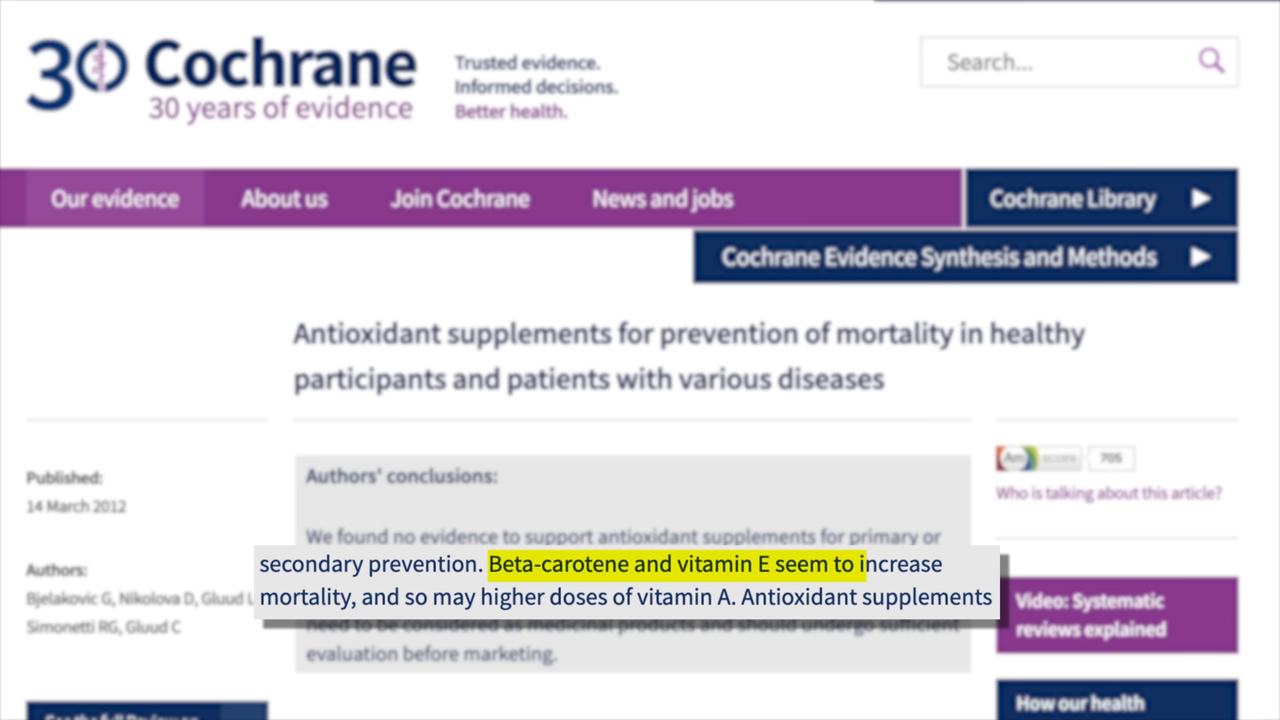 30 Cochrane
30 years of evidence
Trusted evidence.
Informed decisions.
Better health.
Search...
Our evidence
About us
Join Cochrane
News and jobs
Cochrane Library
Cochrane Evidence Synthesis and Methods
Antioxidant supplements for prevention of mortality in healthy
participants and patients with various diseases
Published:
14 March 2012
Authors:
Bjelakovic G, Nikolova D, Gluud L
Simonetti RG, Gluud C
Authors' conclusions:
We found no evidence to support antioxidant supplements for primary or
secondary prevention. Beta-carotene and vitamin E seem to increase
mortality, and so may higher doses of vitamin A. Antioxidant supplements
need to be considered as medicinal products and should undergo sufficient
evaluation before marketing.
Am score 705
Who is talking about this article?
Video: Systematic
reviews explained
How our health